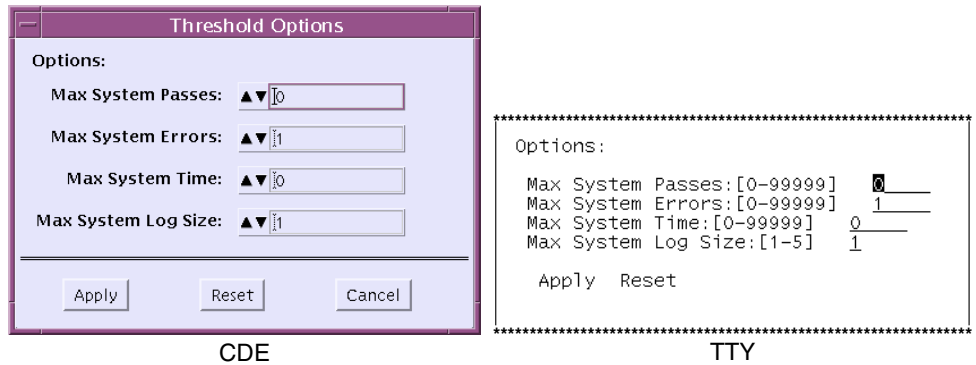 Threshold Options
Options:
Max System Passes: 0
Max System Errors: 1
Max System Time: 0
Max System Log Size: 1
Apply Reset Cancel
CDE
Options:
Max System Passes:[0-99999] 0
Max System Errors:[0-99999] 1
Max System Time:[0-99999] 0
Max System Log Size:[1-5] 1
Apply Reset
TTY